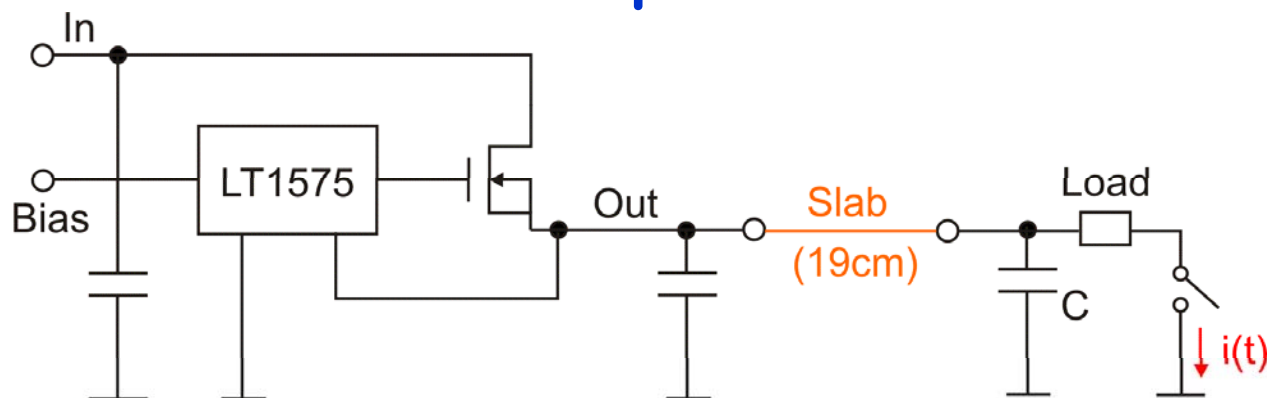 In
Bias
LT1575
Out
Slab
(19cm)
Load
C
i(t)